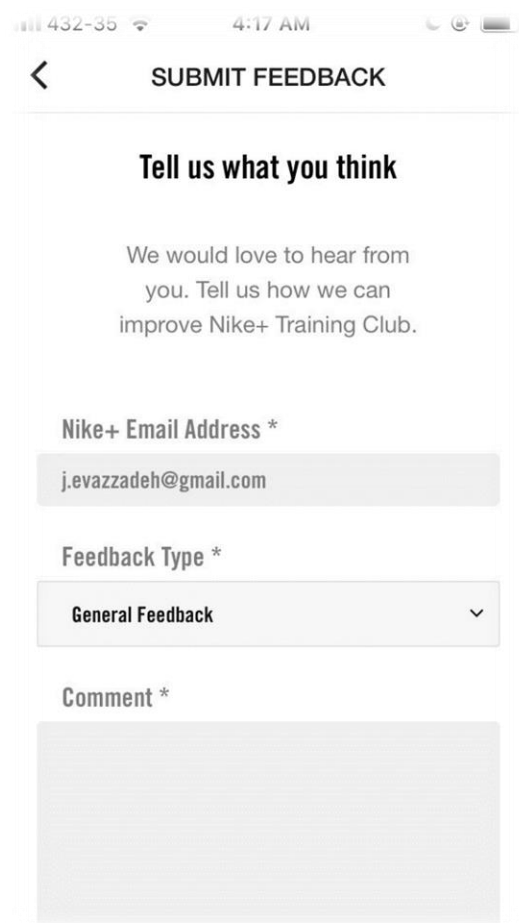 432-35 4:17 AM
SUBMIT FEEDBACK
Tell us what you think
We would love to hear from
you. Tell us how we can
improve Nike+ Training Club.
Nike+ Email Address *
j.evazzadeh@gmail.com
Feedback Type *
General Feedback
Comment *